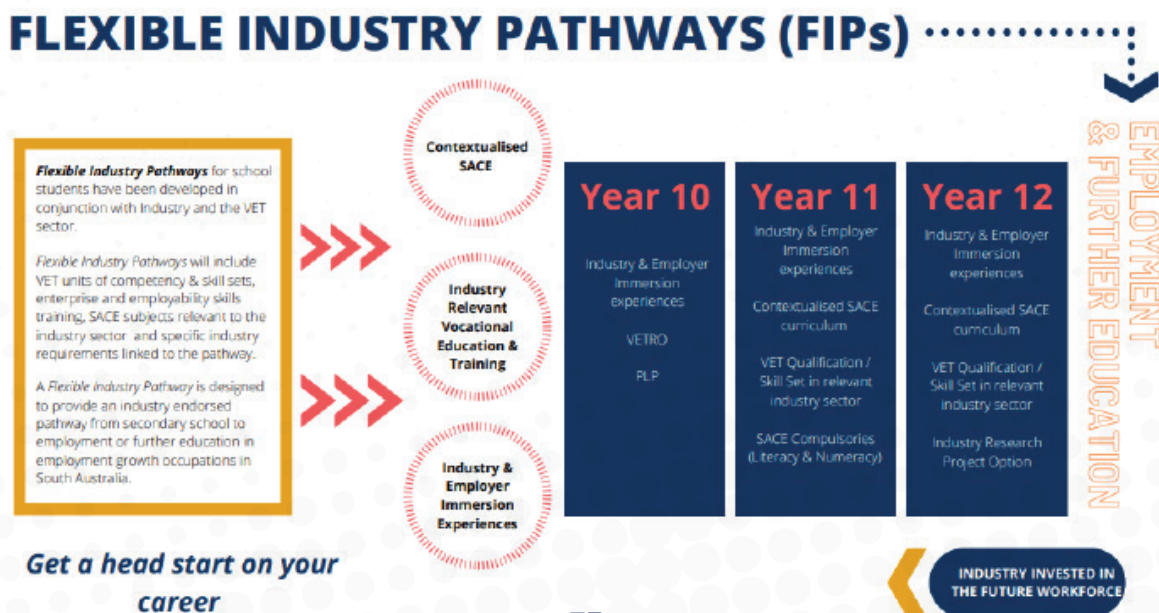 FLEXIBLE INDUSTRY PATHWAYS (FIPs)
Flexible Industry Pathways for school
students have been developed in
conjunction with Industry and the VET
sector.
Flexible Industry Pathways will include
VET units of competency & skill sets,
enterprise and employability skills
training, SACE subjects relevant to the
industry sector and specific industry
requirements linked to the pathway.
A Flexible Industry Pathway is designed
to provide an industry endorsed
pathway from secondary school to
employment or further education in
employment growth occupations in
South Australia.
Get a head start on your
career
Contextualised
SACE
Industry
Relevant
Vocational
Education &
Training
Industry &
Employer
Immersion
Experiences
Year 10
Industry & Employer
Immersion
experiences
VETRO
PLP
Year 11
Industry & Employer
Immersion
experiences
Contextualised SACE
curriculum
VET Qualification /
Skill Set in relevant
industry sector
SACE Compulsories
(Literacy & Numeracy)
Year 12
Industry & Employer
Immersion
experiences
Contextualised SACE
curriculum
VET Qualification /
Skill Set in relevant
industry sector
Industry Research
Project Option
EMPLOYMENT
& FURTHER EDUCATION
INDUSTRY INVESTED IN
THE FUTURE WORKFORCE